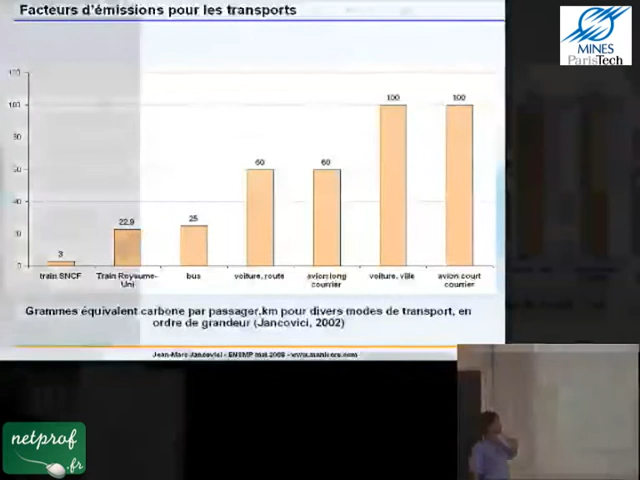 Facteurs d'émissions pour les transports
MINES
ParisTech
120
100
80
60
40
20
0
3
22,9
25
60
60
100
100
train SNCF
Train Royaume-
Uni
bus
voiture, route
avion long
courrier
voiture, ville
avion court
courrier
Grammes équivalent carbone par passager.km pour divers modes de transport, en
ordre de grandeur (Jancovici, 2002)
Jean-Marc Jancovici - ENSMP mai 2008 - www.manicore.com
netprof
.fr